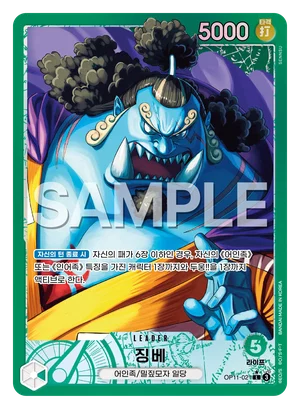 5000
打
SAMPLE
자신의 턴 종료 시 자신의 패가 6장 이하인 경우, 자신의 《어인족》
또는 《인어족》 특징을 가진 캐릭터 1장까지와 두웅!!을 1장까지
액티브로 한다.
LEADER
징베
어인족/밀짚모자 일당
5
라이프
OP11-021 L 3